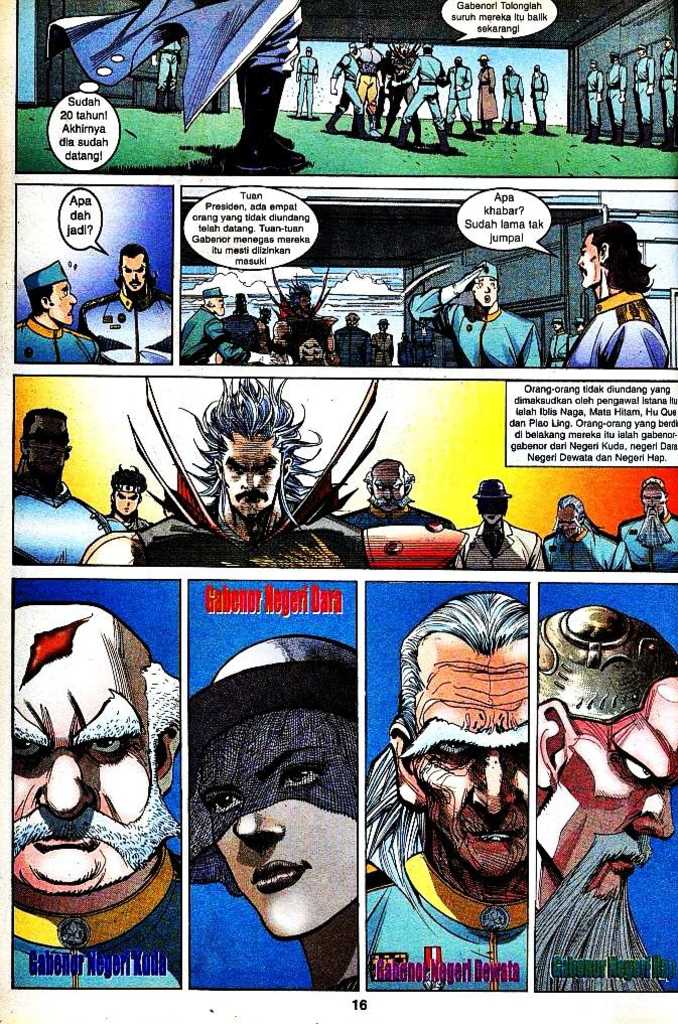 Gabenor! Tolonglah
suruh mereka itu balik
sekarang!
Sudah
20 tahun!
Akhirnya
dia sudah
datang!
Apa
dah
jadi?
Tuan
Presiden, ada empat
orang yang tidak diundang
telah datang. Tuan-tuan
Gabenor menegas mereka
itu mesti diizinkan
masuk!
Apa
khabar?
Sudah lama tak
jumpa!
Orang-orang tidak diundang yang
dimaksudkan oleh pengawal istana itu
ialah Iblis Naga, Mata Hitam, Hu Que
dan Piao Ling. Orang-orang yang berdi
di belakang mereka itu ialah gabenor-
gabenor dari Negeri Kuda, negeri Dara
Negeri Dewata dan Negeri Hap.
Gabenor Negeri Kuda
Gabenor Negeri Dara
Gabenor Negeri Dewata
Gabenor Negeri Hap
16